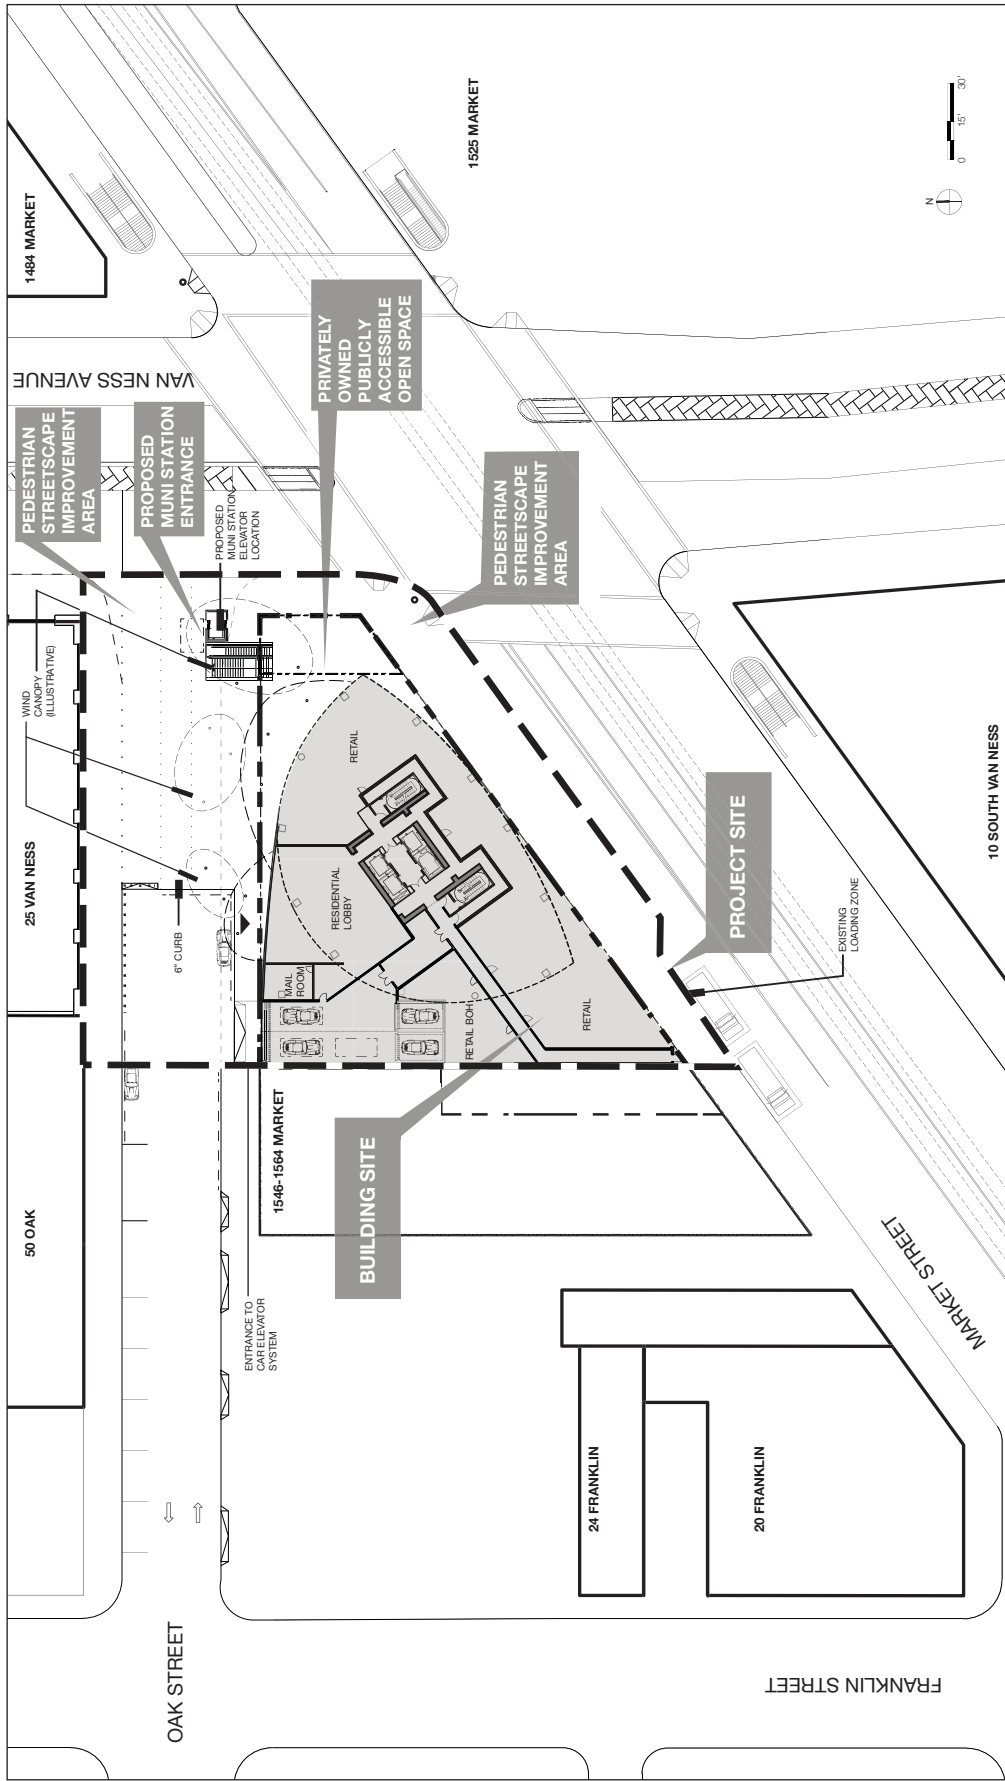 OAK STREET
FRANKLIN STREET
50 OAK
25 VAN NESS
1484 MARKET
VAN NESS AVENUE
PEDESTRIAN
STREETSCAPE
IMPROVEMENT
AREA
PROPOSED
MUNI STATION
ENTRANCE
PROPOSED
MUNI STATION
ELEVATOR
LOCATION
PRIVATELY
OWNED
PUBLICLY
ACCESSIBLE
OPEN SPACE
WIND
CANOPY
(ILLUSTRATIVE)
6" CURB
ENTRANCE TO
CAR ELEVATOR
SYSTEM
1546-1564 MARKET
BUILDING SITE
MAIL
ROOM
RESIDENTIAL
LOBBY
RETAIL
RETAIL BOH
RETAIL
PEDESTRIAN
STREETSCAPE
IMPROVEMENT
AREA
1525 MARKET
24 FRANKLIN
20 FRANKLIN
PROJECT SITE
EXISTING
LOADING ZONE
MARKET STREET
10 SOUTH VAN NESS
N
0 15' 30'